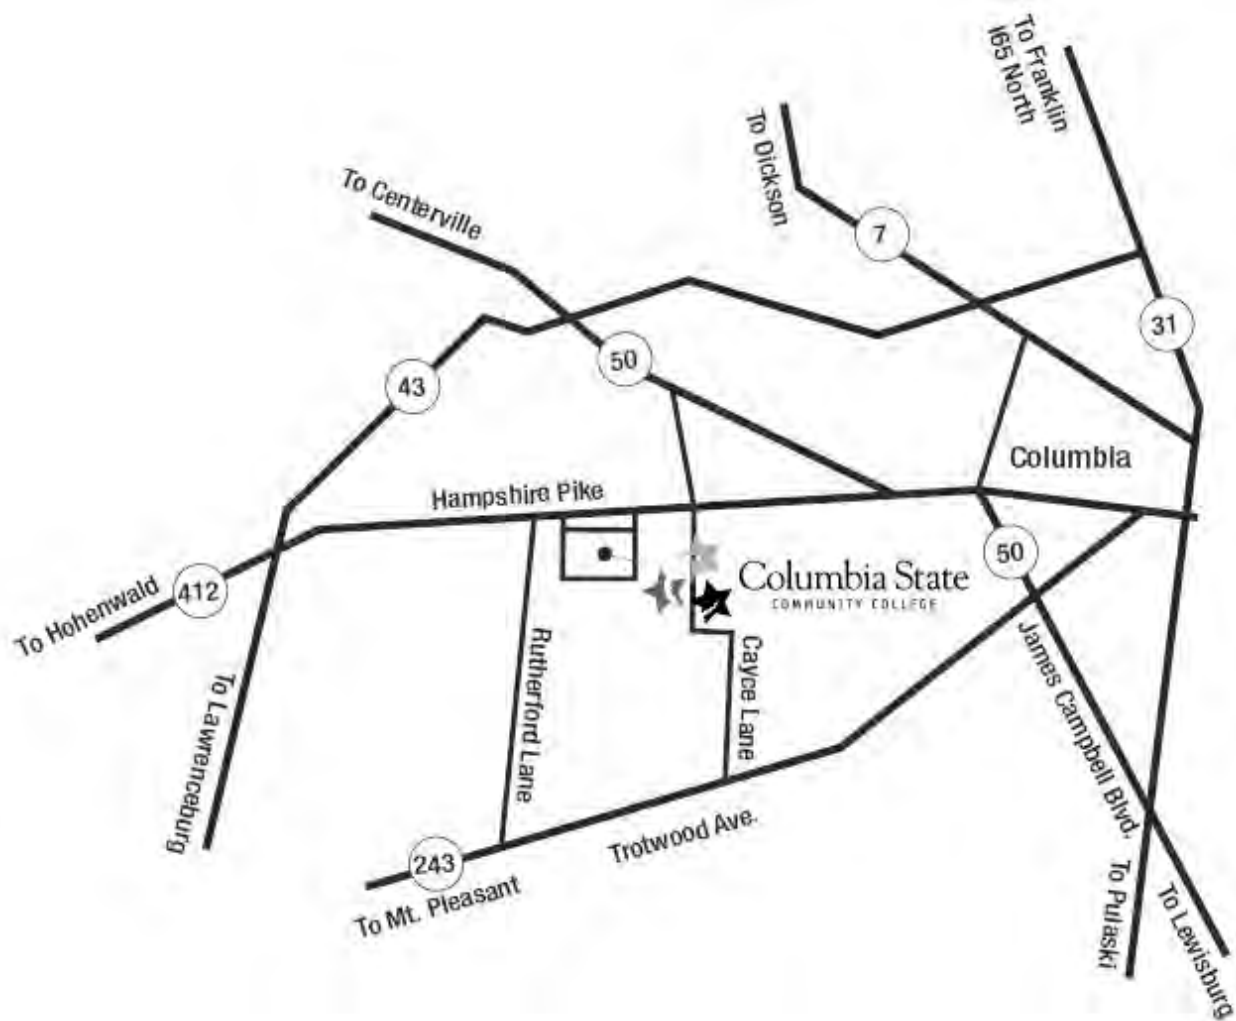 To Franklin
I65 North
To Dickson
To Centerville
7
31
50
43
Columbia
Hampshire Pike
50
Columbia State
COMMUNITY COLLEGE
412
To Hohenwald
James Campbell Blvd.
Rutherford Lane
Cayce Lane
To Lawrenceburg
Trotwood Ave.
243
To Mt. Pleasant
To Pulaski
To Lewisburg